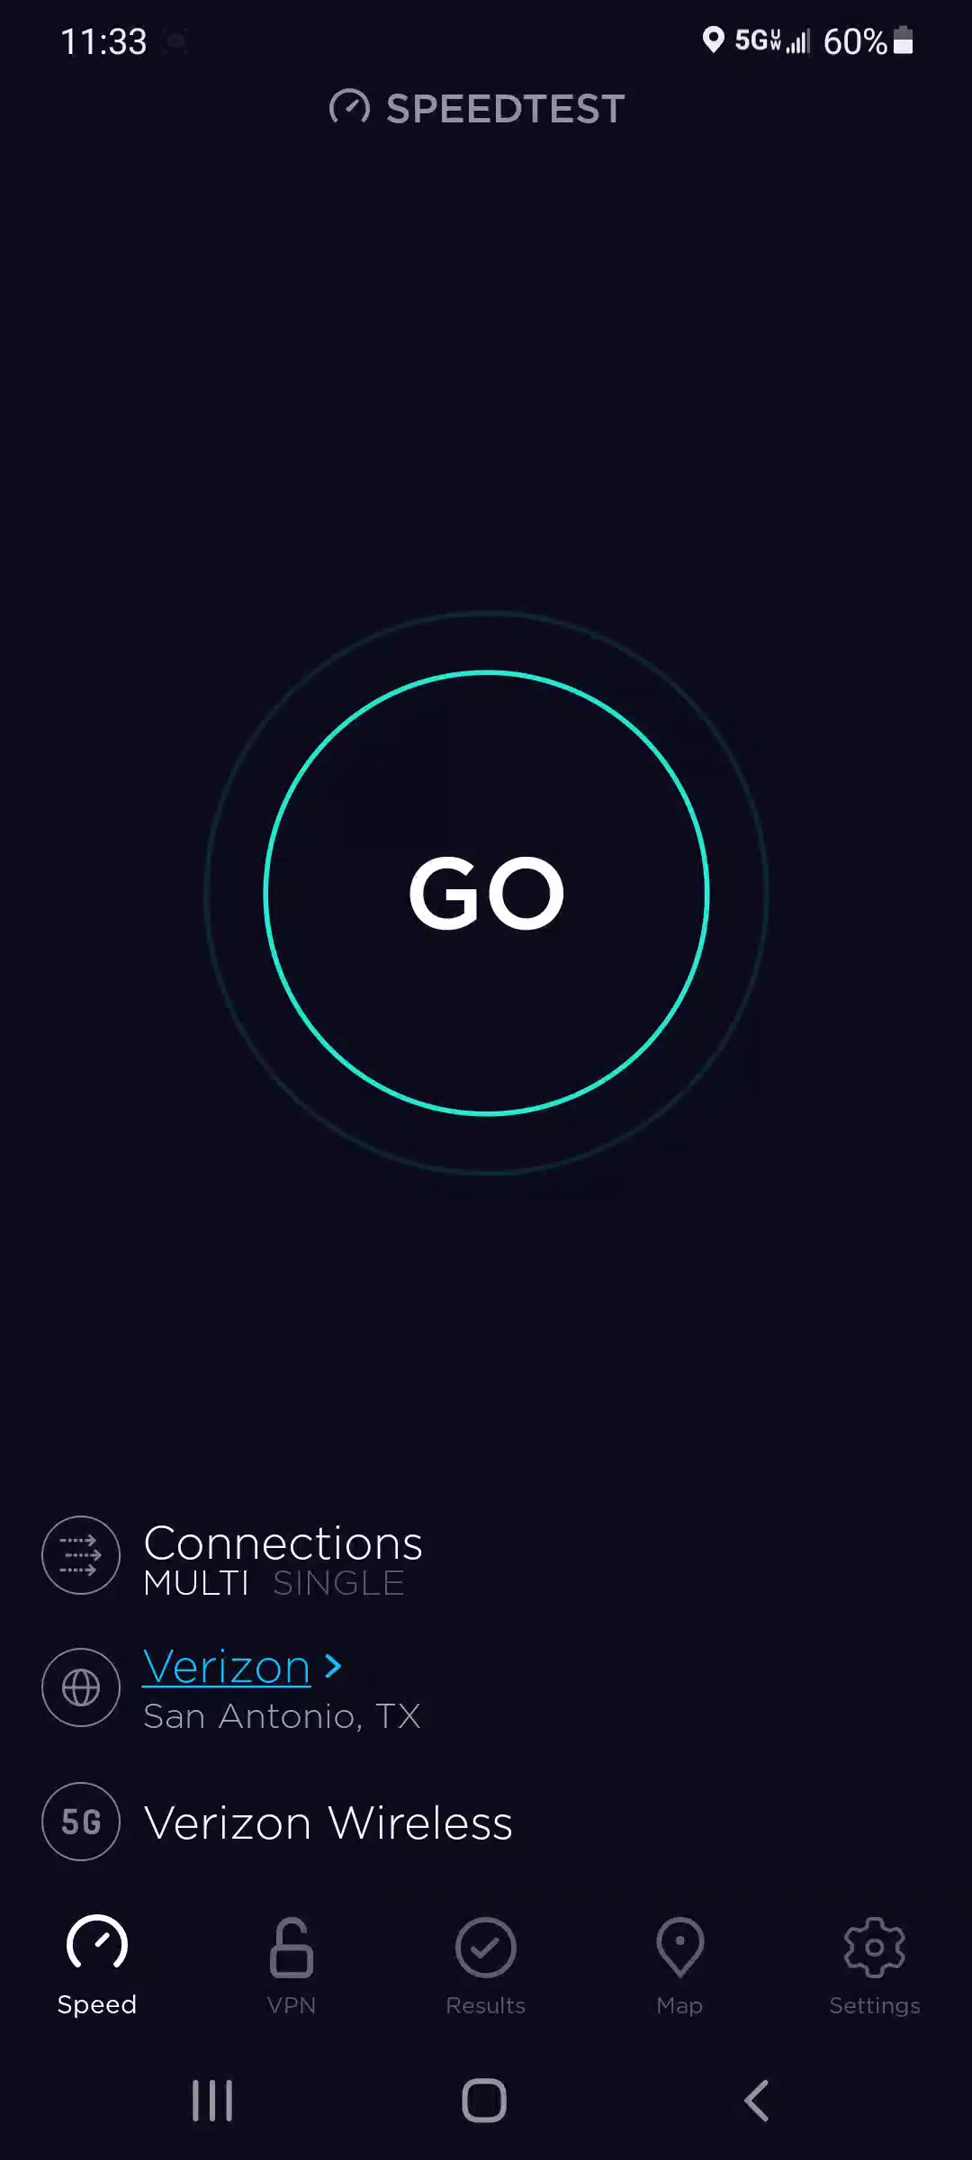 11:33 5G UW 60%
SPEEDTEST
GO
Connections
MULTI SINGLE
Verizon >
San Antonio, TX
5G Verizon Wireless
Speed VPN Results Map Settings